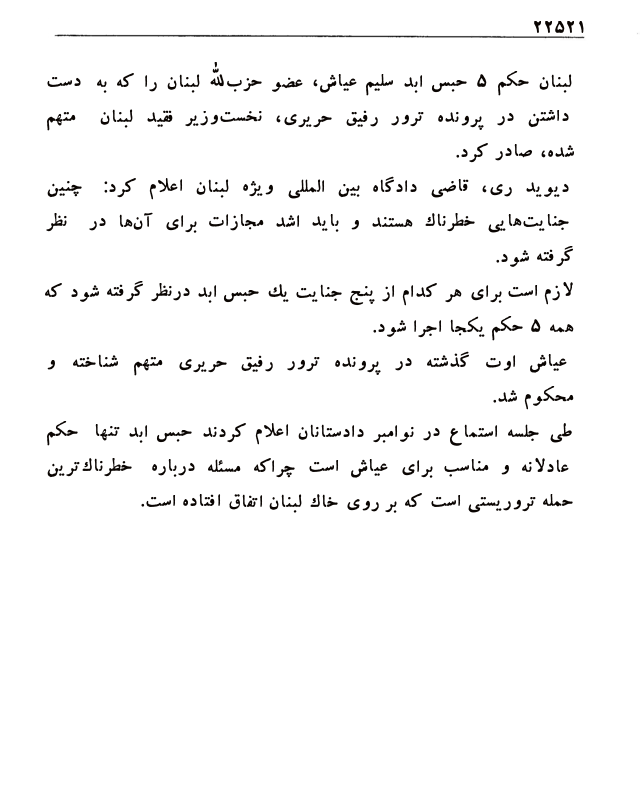 ۲۲۵۲۱
لبنان حکم ۵ حبس ابد سلیم عیاش، عضو حزب‌الله لبنان را که به دست
داشتن در پرونده ترور رفیق حریری، نخست‌وزیر فقید لبنان متهم
شده، صادر کرد.
دیوید ری، قاضی دادگاه بین المللی ویژه لبنان اعلام کرد: چنین
جنایت‌هایی خطرناك هستند و باید اشد مجازات برای آن‌ها در نظر
گرفته شود.
لازم است برای هر کدام از پنج جنایت یك حبس ابد درنظر گرفته شود که
همه ۵ حکم یکجا اجرا شود.
عیاش اوت گذشته در پرونده ترور رفیق حریری متهم شناخته و
محکوم شد.
طی جلسه استماع در نوامبر دادستانان اعلام کردند حبس ابد تنها حکم
عادلانه و مناسب برای عیاش است چراکه مسئله درباره خطرناك‌ترین
حمله تروریستی است که بر روی خاك لبنان اتفاق افتاده است.